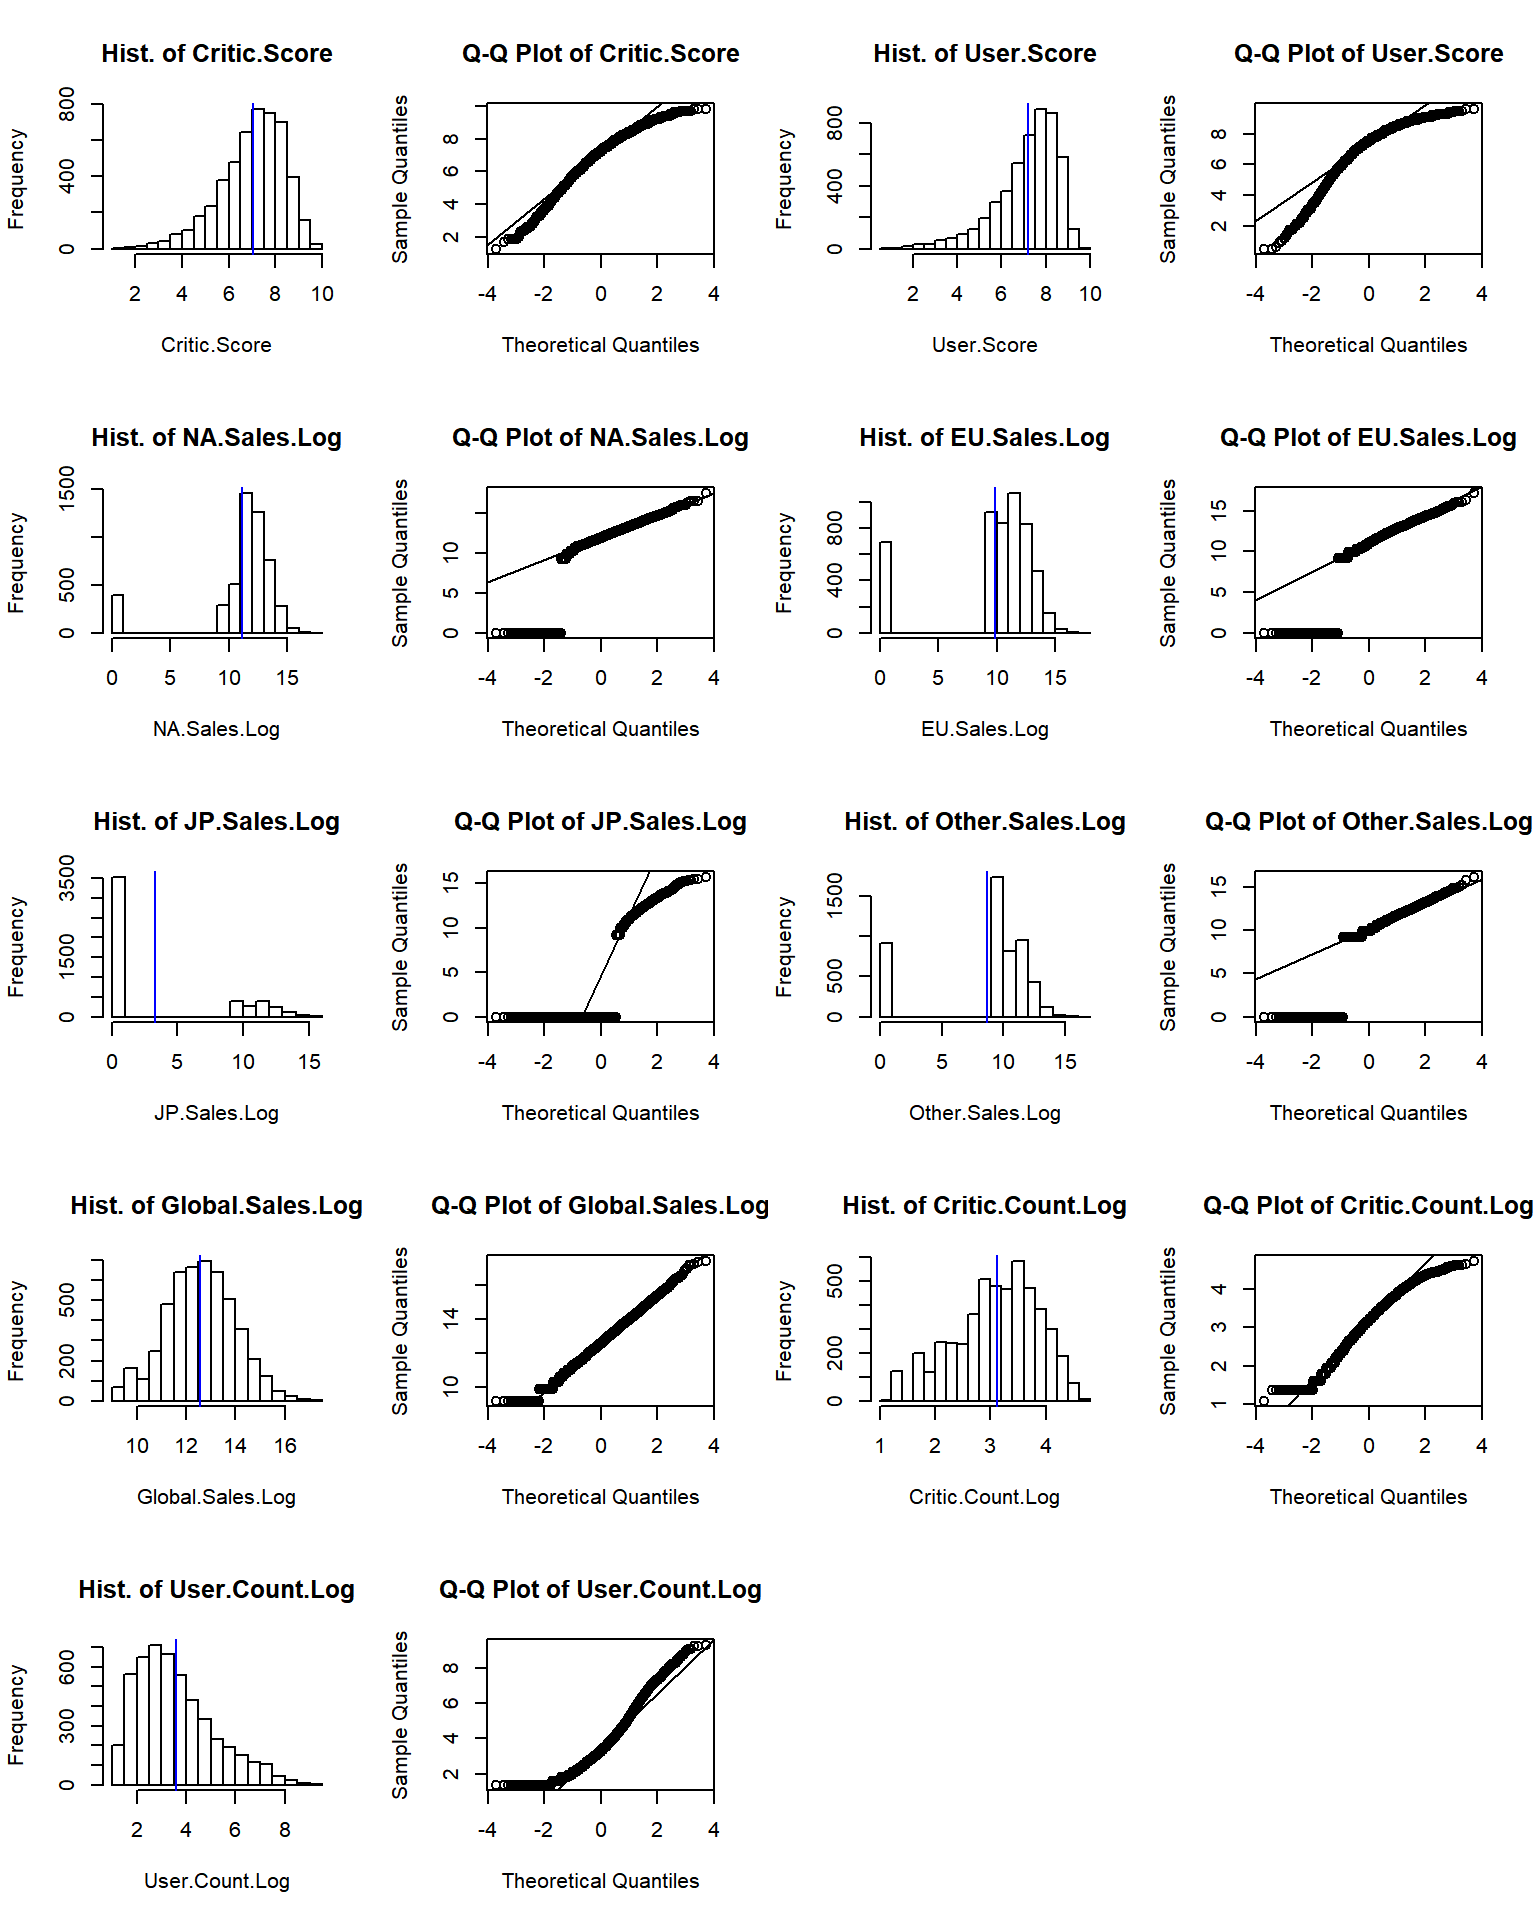 Hist. of Critic.Score
Frequency
0 400 800
2 4 6 8 10
Critic.Score
Q-Q Plot of Critic.Score
Sample Quantiles
2 4 6 8
-4 -2 0 2 4
Theoretical Quantiles
Hist. of User.Score
Frequency
0 400 800
2 4 6 8 10
User.Score
Q-Q Plot of User.Score
Sample Quantiles
2 4 6 8
-4 -2 0 2 4
Theoretical Quantiles
Hist. of NA.Sales.Log
Frequency
0 500 1500
0 5 10 15
NA.Sales.Log
Q-Q Plot of NA.Sales.Log
Sample Quantiles
0 5 10
-4 -2 0 2 4
Theoretical Quantiles
Hist. of EU.Sales.Log
Frequency
0 400 800
0 5 10 15
EU.Sales.Log
Q-Q Plot of EU.Sales.Log
Sample Quantiles
0 5 10 15
-4 -2 0 2 4
Theoretical Quantiles
Hist. of JP.Sales.Log
Frequency
0 1500 3500
0 5 10 15
JP.Sales.Log
Q-Q Plot of JP.Sales.Log
Sample Quantiles
0 5 10 15
-4 -2 0 2 4
Theoretical Quantiles
Hist. of Other.Sales.Log
Frequency
0 500 1500
0 5 10 15
Other.Sales.Log
Q-Q Plot of Other.Sales.Log
Sample Quantiles
0 5 10 15
-4 -2 0 2 4
Theoretical Quantiles
Hist. of Global.Sales.Log
Frequency
0 200 500
10 12 14 16
Global.Sales.Log
Q-Q Plot of Global.Sales.Log
Sample Quantiles
10 14
-4 -2 0 2 4
Theoretical Quantiles
Hist. of Critic.Count.Log
Frequency
0 200 500
1 2 3 4
Critic.Count.Log
Q-Q Plot of Critic.Count.Log
Sample Quantiles
1 2 3 4
-4 -2 0 2 4
Theoretical Quantiles
Hist. of User.Count.Log
Frequency
0 300 600
2 4 6 8
User.Count.Log
Q-Q Plot of User.Count.Log
Sample Quantiles
2 4 6 8
-4 -2 0 2 4
Theoretical Quantiles